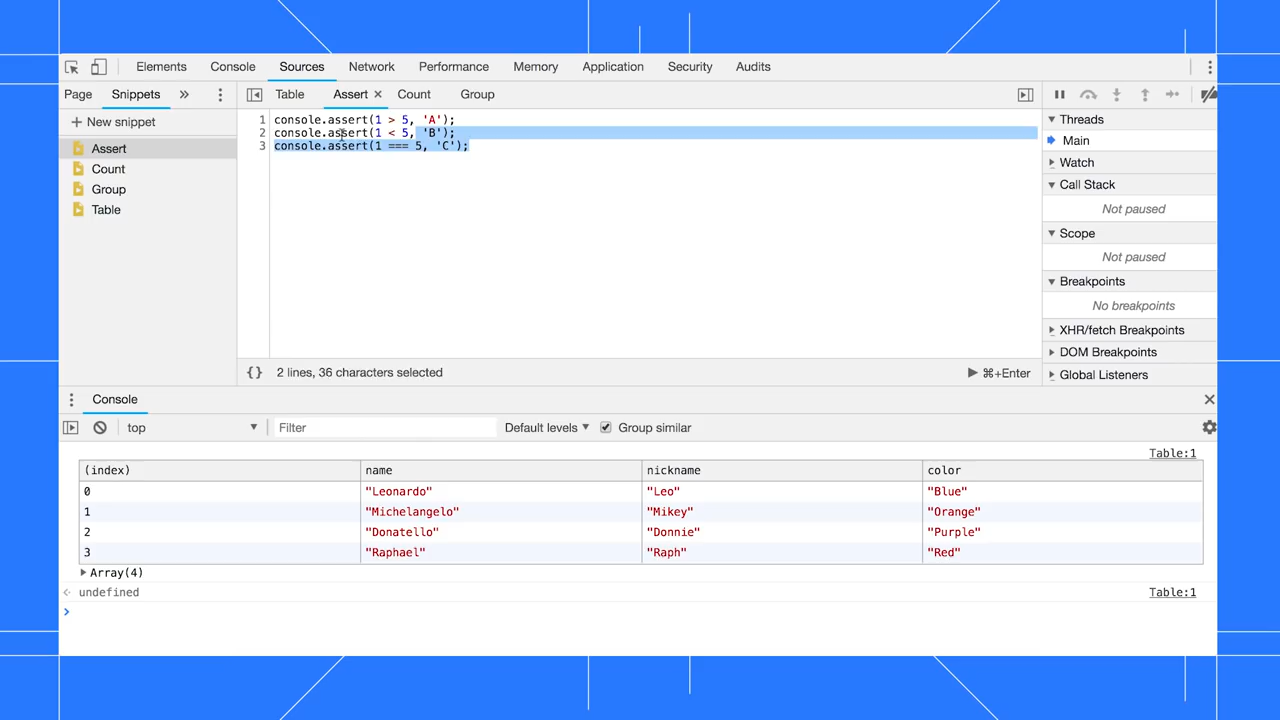 Elements Console Sources Network Performance Memory Application Security Audits
Page Snippets » Table Assert × Count Group
+ New snippet
Assert
Count
Group
Table
1 console.assert(1 > 5, 'A');
2 console.assert(1 < 5, 'B');
3 console.assert(1 === 5, 'C');
{} 2 lines, 36 characters selected ⌘+Enter
Threads
Main
Watch
Call Stack
Not paused
Scope
Not paused
Breakpoints
No breakpoints
XHR/fetch Breakpoints
DOM Breakpoints
Global Listeners
Console ×
top Filter Default levels Group similar
Table:1
(index) name nickname color
0 "Leonardo" "Leo" "Blue"
1 "Michelangelo" "Mikey" "Orange"
2 "Donatello" "Donnie" "Purple"
3 "Raphael" "Raph" "Red"
Array(4)
undefined Table:1